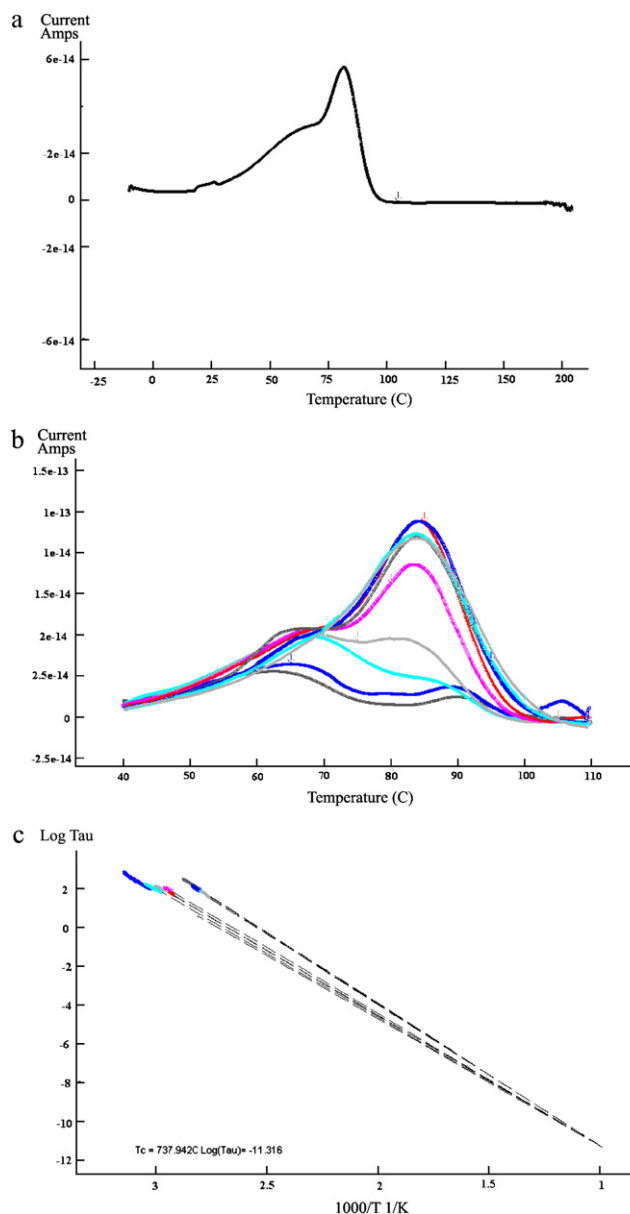 a
Current
Amps
6e-14
-2e-14
0
-2e-14
-6e-14
-25 0 25 50 75 100 125 150 175 200
Temperature (C)
b
Current
Amps
1.5e-13
1e-13
1e-14
1.5e-14
2e-14
2.5e-14
0
-2.5e-14
40 50 60 70 80 90 100 110
Temperature (C)
c
Log Tau
2
0
-2
-4
-6
-8
-10
-12
Tc = 737.942C Log(Tau)= -11.316
3 2.5 2 1.5 1
1000/T 1/K